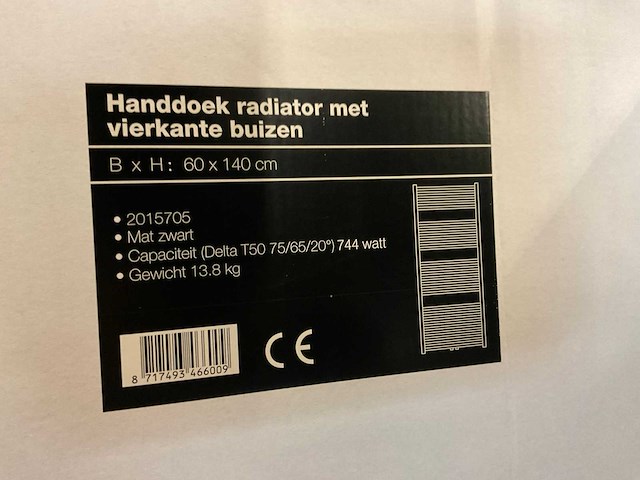 Handdoek radiator met
vierkante buizen
B x H: 60 x 140 cm
• 2015705
• Mat zwart
• Capaciteit (Delta T50 75/65/20°) 744 watt
• Gewicht 13.8 kg
8 717493 466009
CE